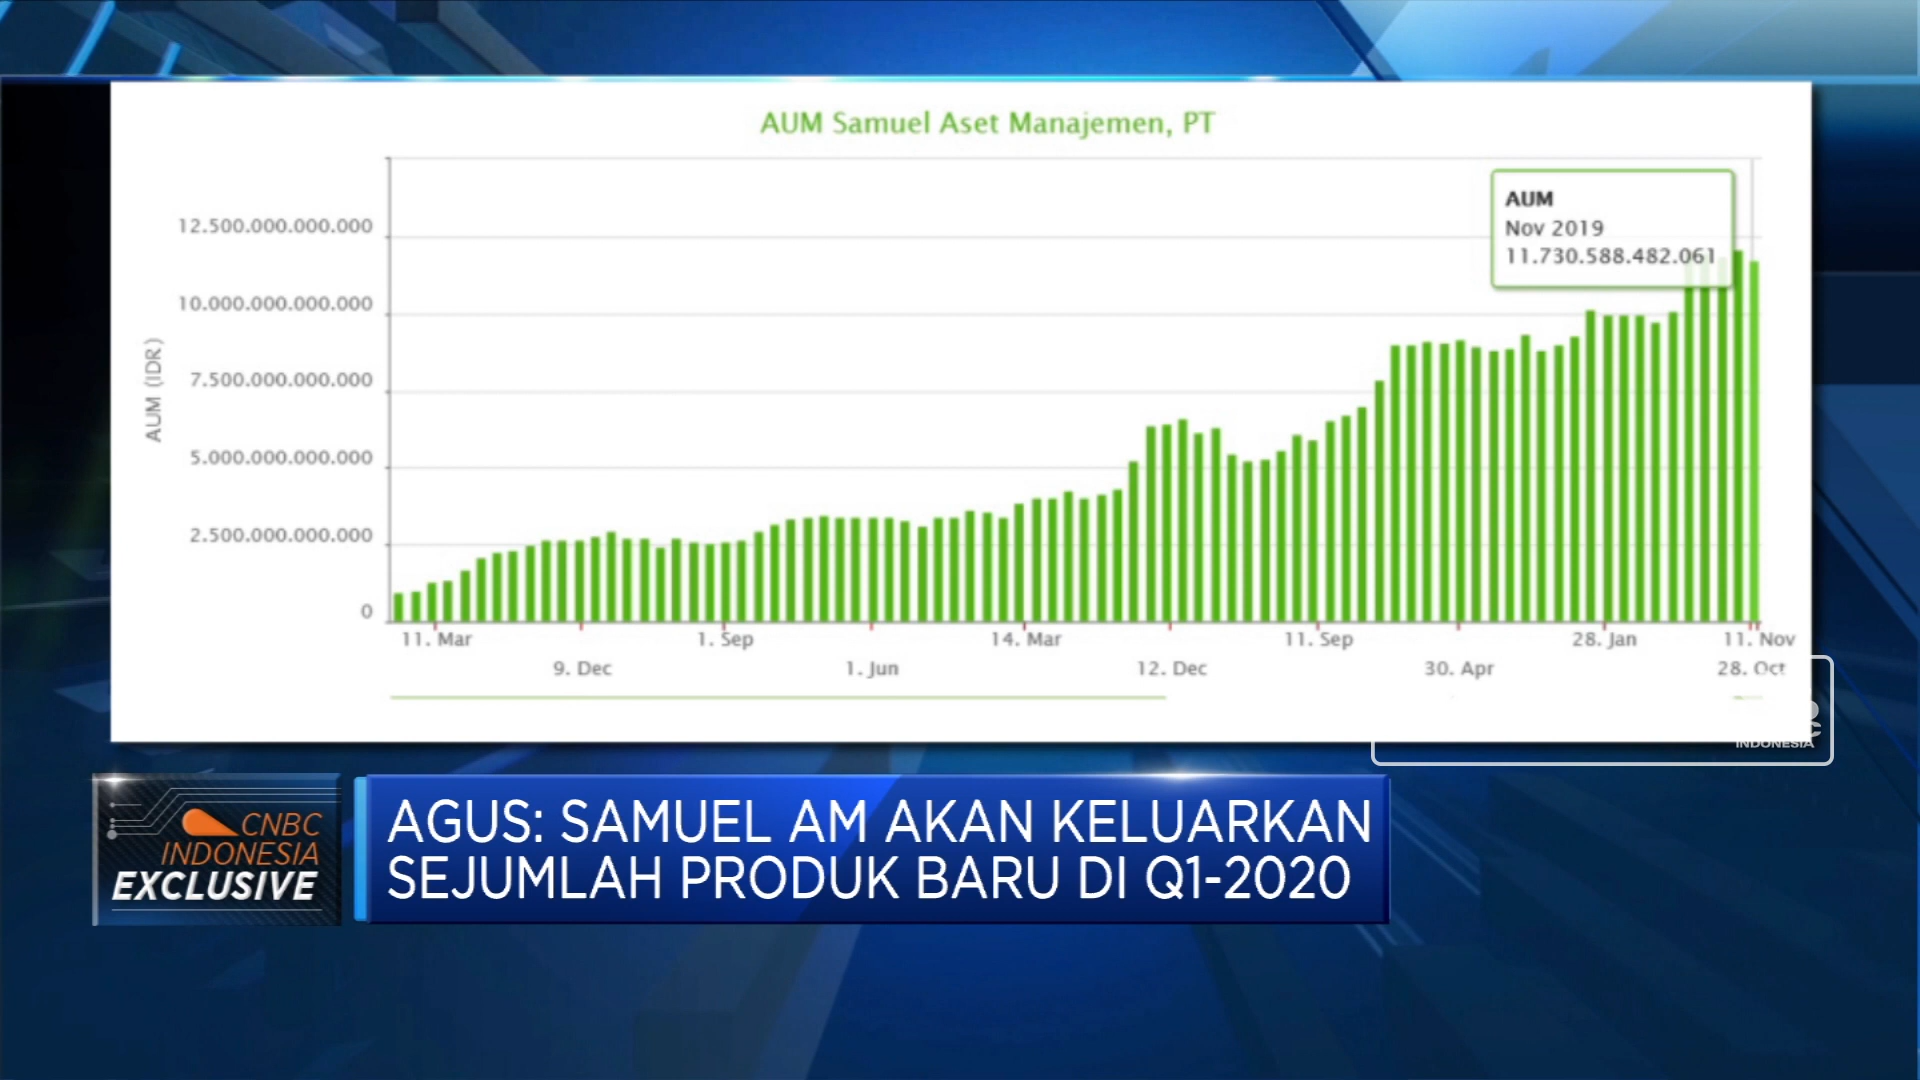 AUM Samuel Aset Manajemen, PT
AUM
Nov 2019
11.730.588.482.061
12.500.000.000.000
10.000.000.000.000
7.500.000.000.000
5.000.000.000.000
2.500.000.000.000
0
AUM (IDR)
11. Mar
1. Sep
14. Mar
11. Sep
28. Jan
11. Nov
9. Dec
1. Jun
12. Dec
30. Apr
28. Oct
INDONESIA
CNBC
INDONESIA
EXCLUSIVE
AGUS: SAMUEL AM AKAN KELUARKAN
SEJUMLAH PRODUK BARU DI Q1-2020